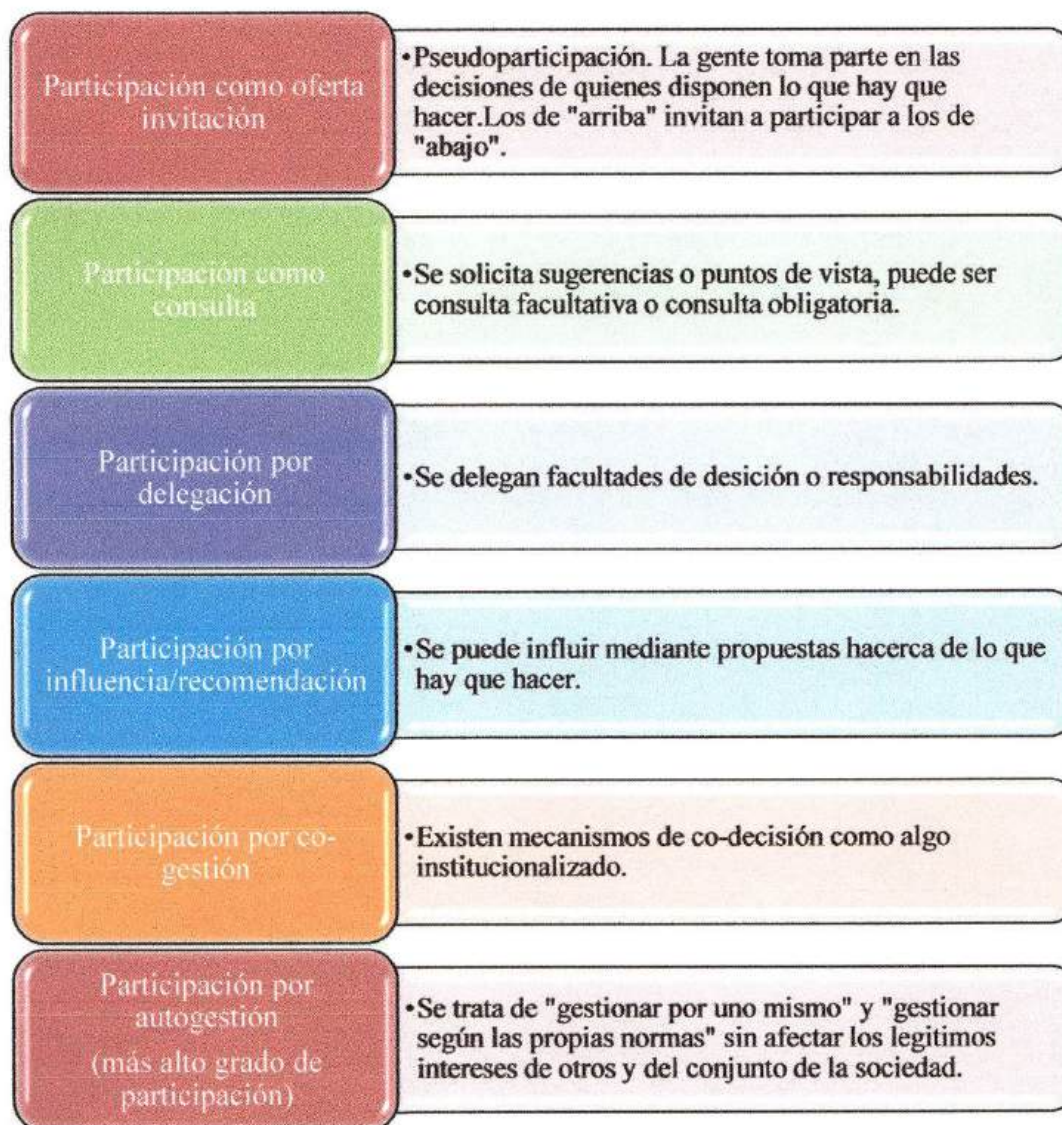 Participación como oferta
invitación
•Pseudoparticipación. La gente toma parte en las
decisiones de quienes disponen lo que hay que
hacer.Los de "arriba" invitan a participar a los de
"abajo".
Participación como
consulta
•Se solicita sugerencias o puntos de vista, puede ser
consulta facultativa o consulta obligatoria.
Participación por
delegación
•Se delegan facultades de desición o responsabilidades.
Participación por
influencia/recomendación
•Se puede influir mediante propuestas hacerca de lo que
hay que hacer.
Participación por co-
gestión
•Existen mecanismos de co-decisión como algo
institucionalizado.
Participación por
autogestión
(más alto grado de
participación)
•Se trata de "gestionar por uno mismo" y "gestionar
según las propias normas" sin afectar los legitimos
intereses de otros y del conjunto de la sociedad.